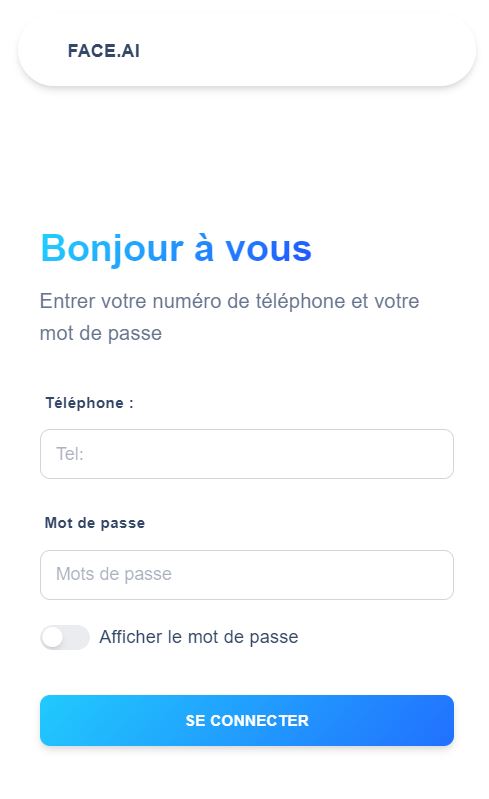 FACE.AI
Bonjour à vous
Entrer votre numéro de téléphone et votre
mot de passe
Téléphone :
Tel:
Mot de passe
Mots de passe
Afficher le mot de passe
SE CONNECTER